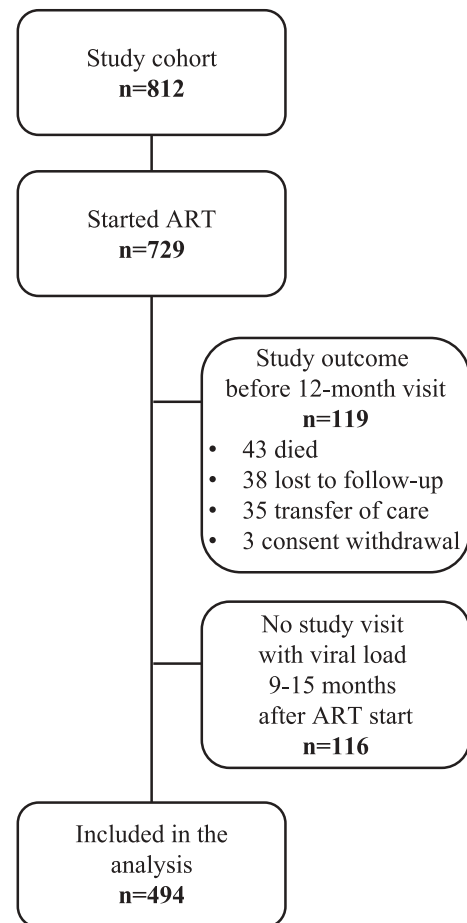 Study cohort
n=812
Started ART
n=729
Study outcome
before 12-month visit
n=119
• 43 died
• 38 lost to follow-up
• 35 transfer of care
• 3 consent withdrawal
No study visit
with viral load
9-15 months
after ART start
n=116
Included in the
analysis
n=494